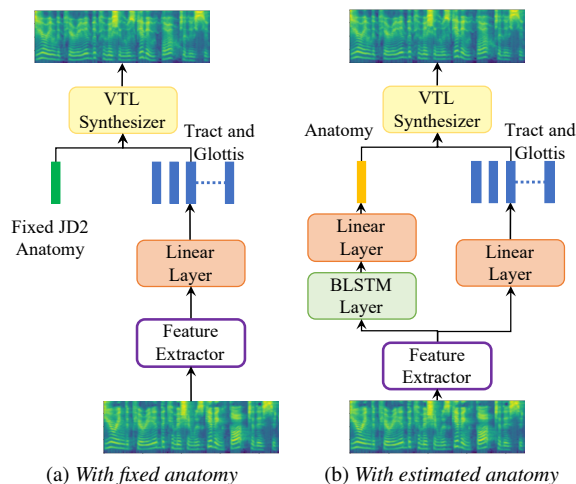 VTL
Synthesizer
Tract and
Glottis
Fixed JD2
Anatomy
Linear
Layer
Feature
Extractor
(a) With fixed anatomy
VTL
Synthesizer
Anatomy
Tract and
Glottis
Linear
Layer
BLSTM
Layer
Linear
Layer
Feature
Extractor
(b) With estimated anatomy